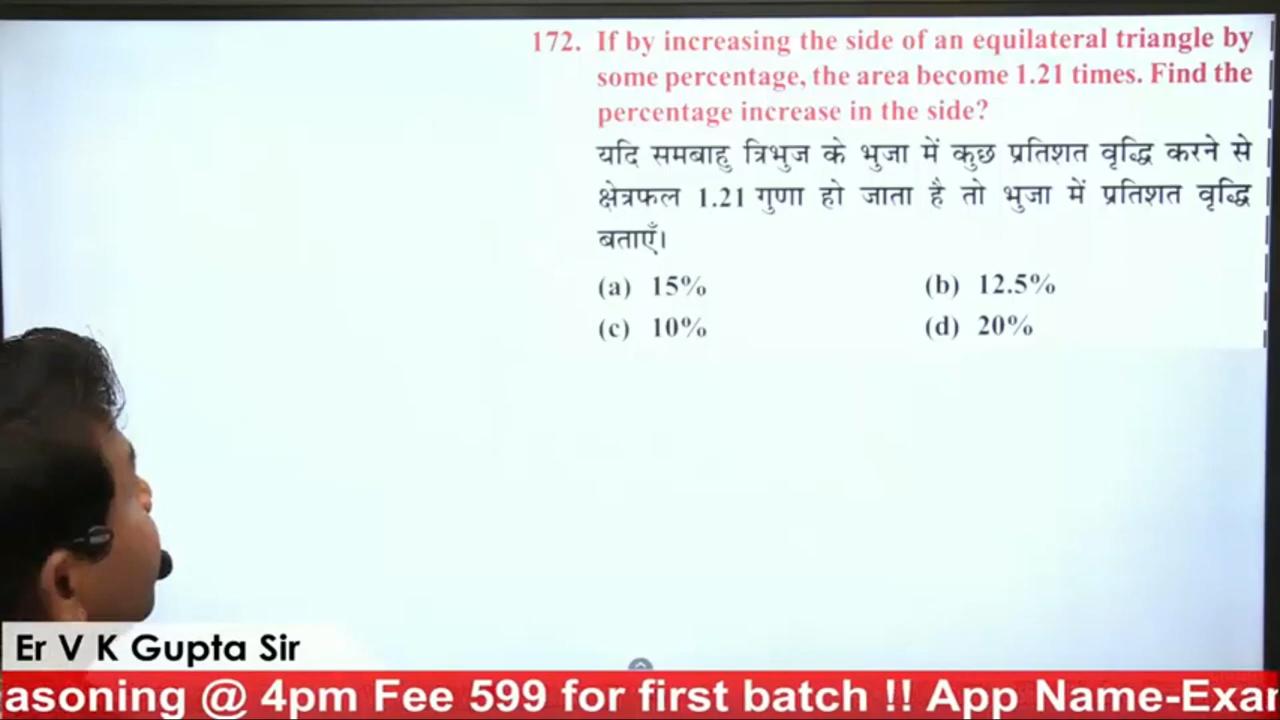 172. If by increasing the side of an equilateral triangle by
some percentage, the area become 1.21 times. Find the
percentage increase in the side?
यदि समबाहु त्रिभुज के भुजा में कुछ प्रतिशत वृद्धि करने से
क्षेत्रफल 1.21 गुणा हो जाता है तो भुजा में प्रतिशत वृद्धि
बताएँ।
(a) 15% (b) 12.5%
(c) 10% (d) 20%
Er V K Gupta Sir
asoning @ 4pm Fee 599 for first batch !! App Name-Exar